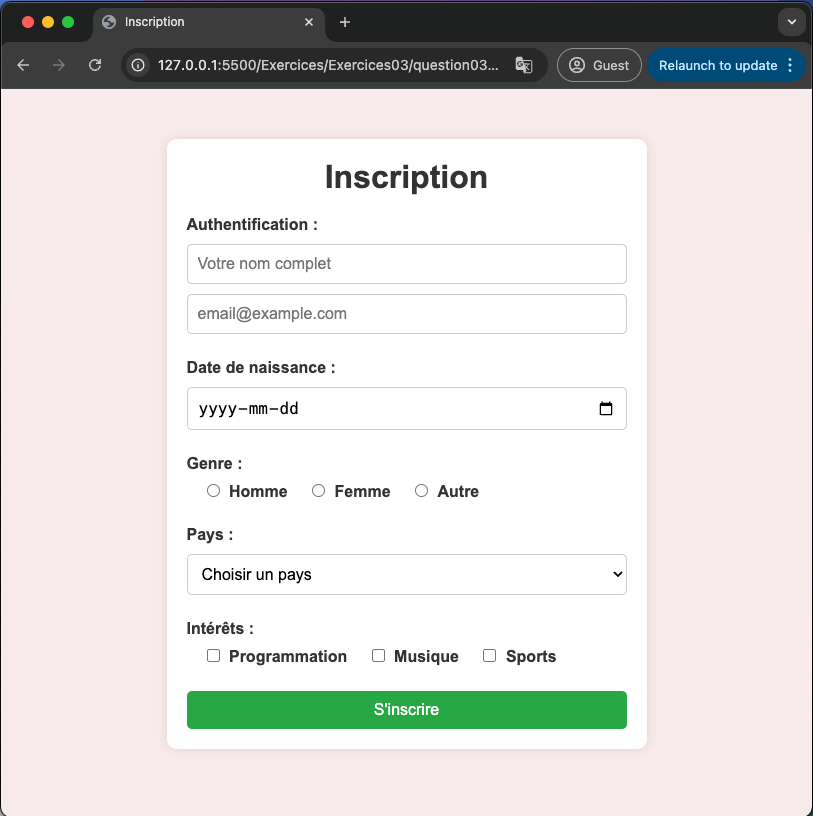 Inscription
127.0.0.1:5500/Exercices/Exercices03/question03...
Guest
Relaunch to update
Inscription
Authentification :
Votre nom complet
email@example.com
Date de naissance :
yyyy-mm-dd
Genre :
Homme Femme Autre
Pays :
Choisir un pays
Intérêts :
Programmation Musique Sports
S'inscrire